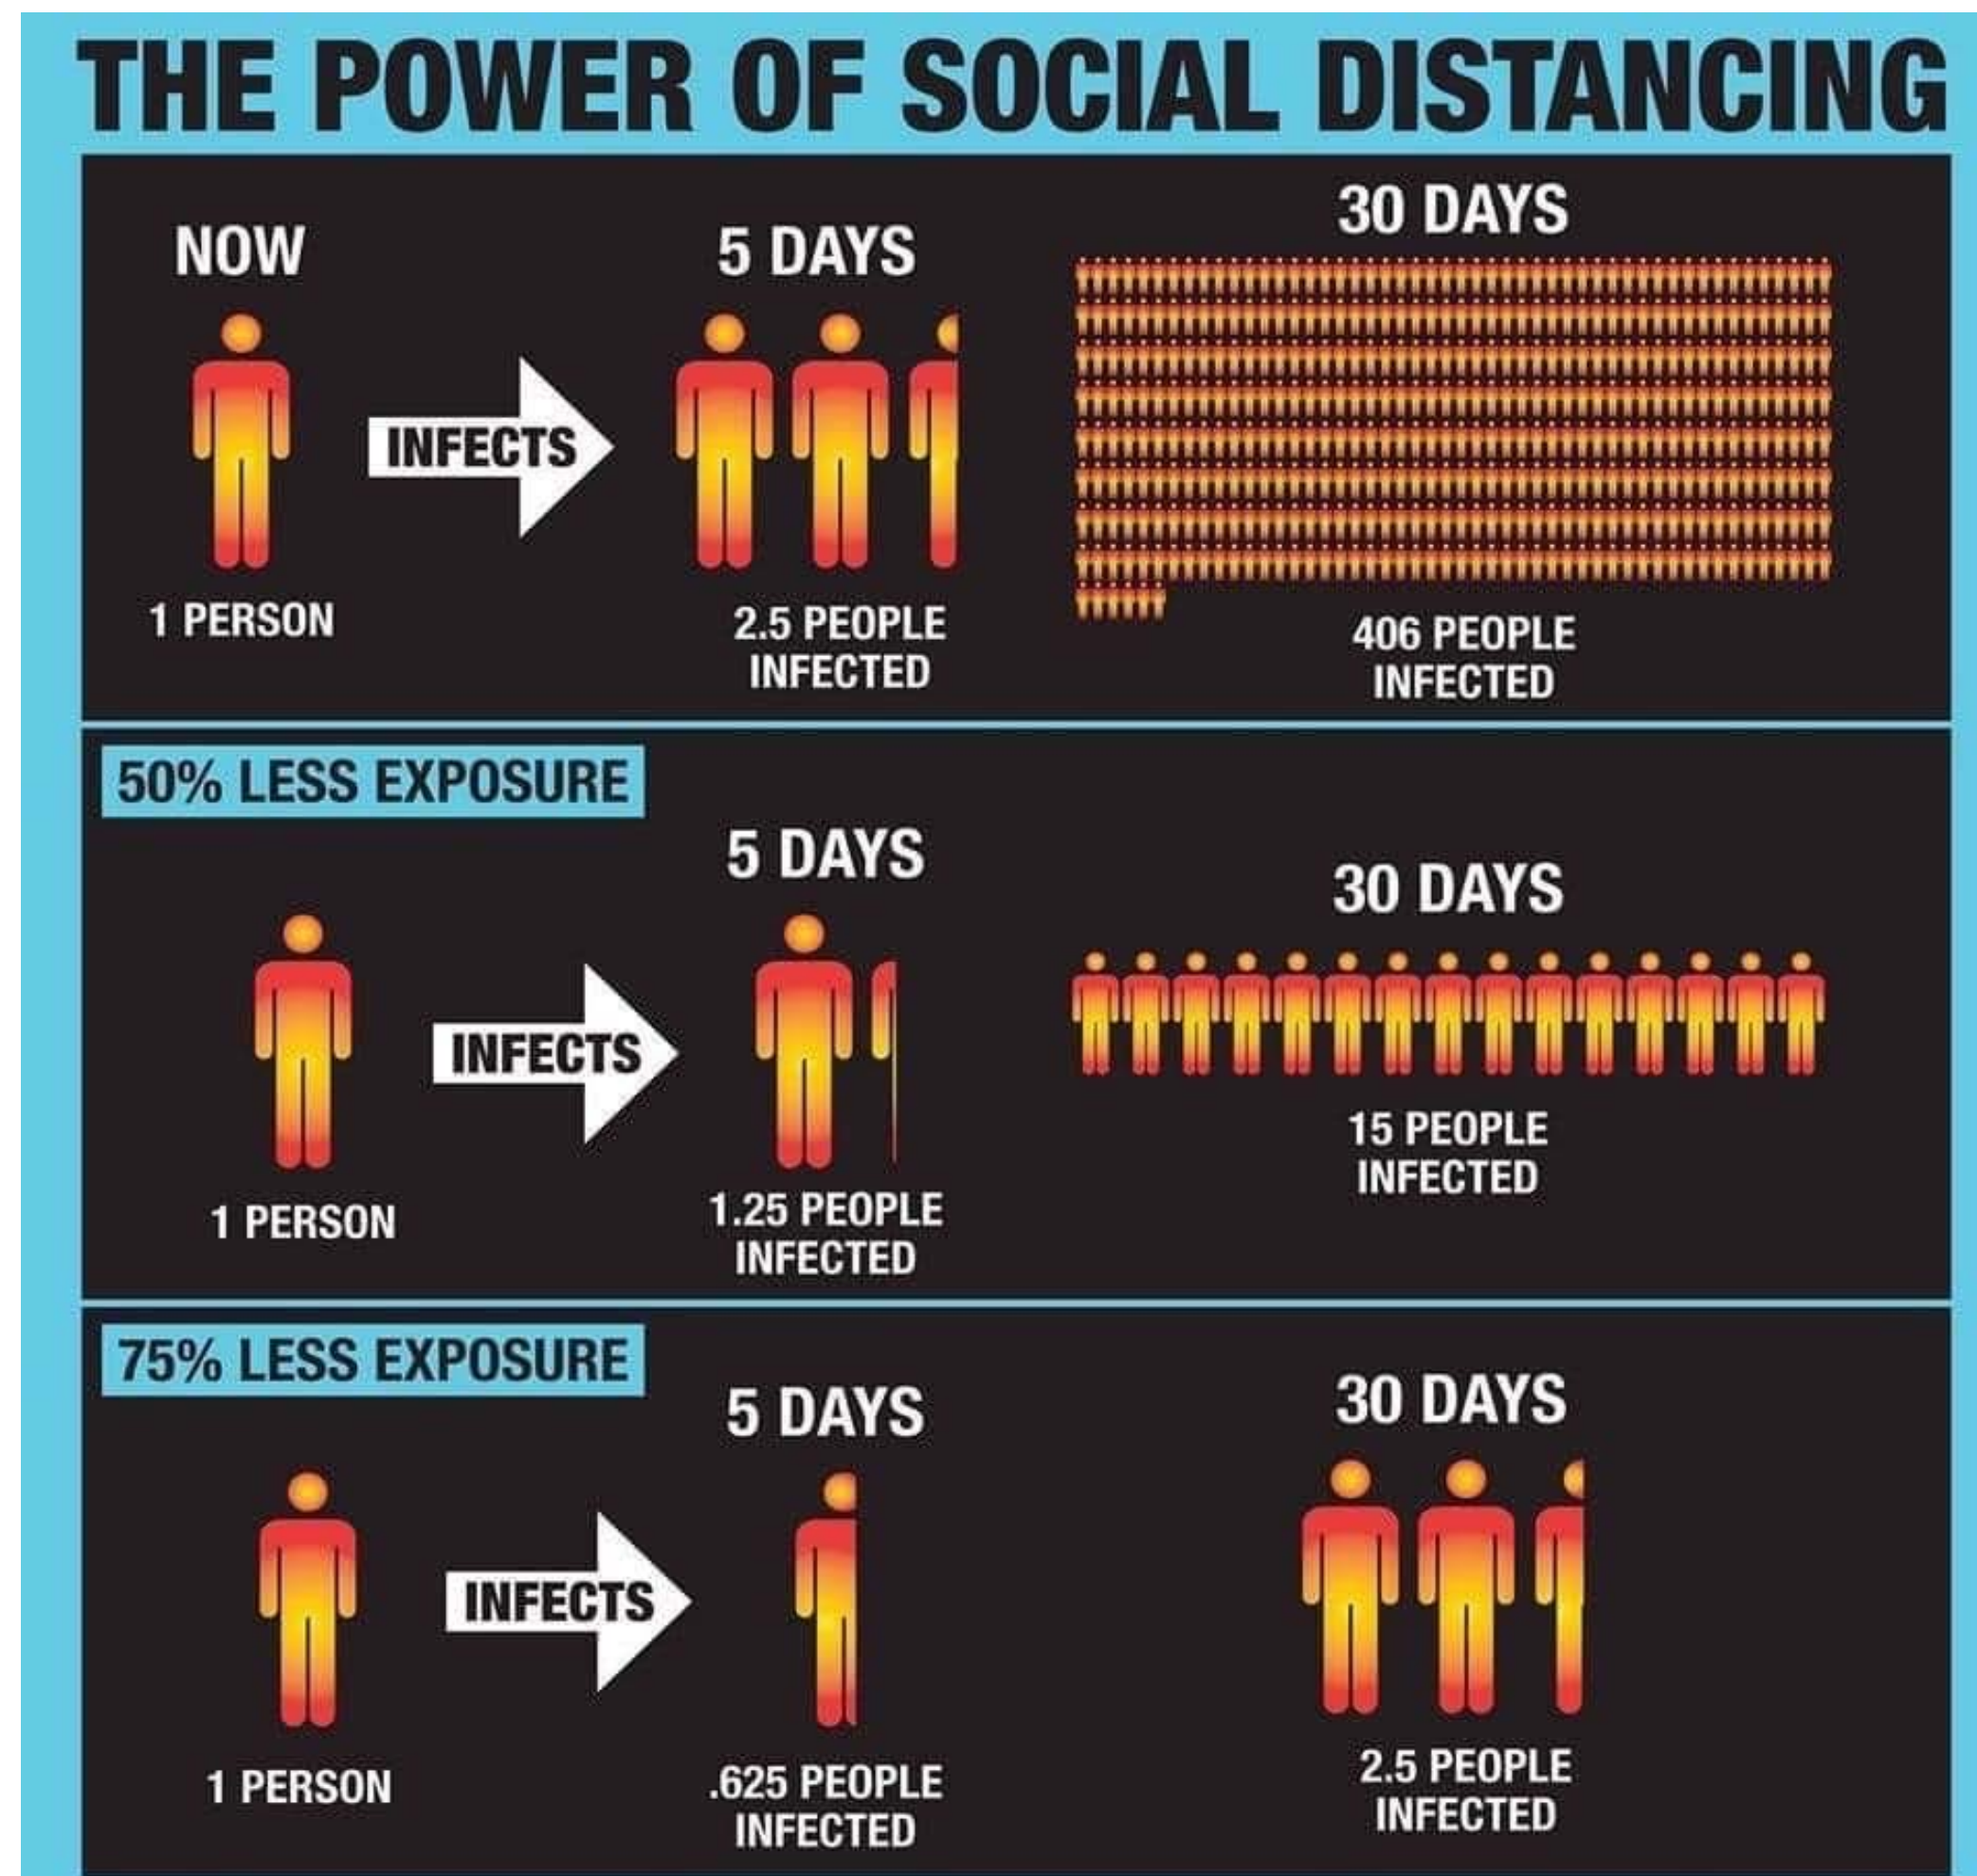 THE POWER OF SOCIAL DISTANCING
NOW
5 DAYS
30 DAYS
INFECTS
1 PERSON
2.5 PEOPLE
INFECTED
406 PEOPLE
INFECTED
50% LESS EXPOSURE
5 DAYS
30 DAYS
INFECTS
1 PERSON
1.25 PEOPLE
INFECTED
15 PEOPLE
INFECTED
75% LESS EXPOSURE
5 DAYS
30 DAYS
INFECTS
1 PERSON
.625 PEOPLE
INFECTED
2.5 PEOPLE
INFECTED